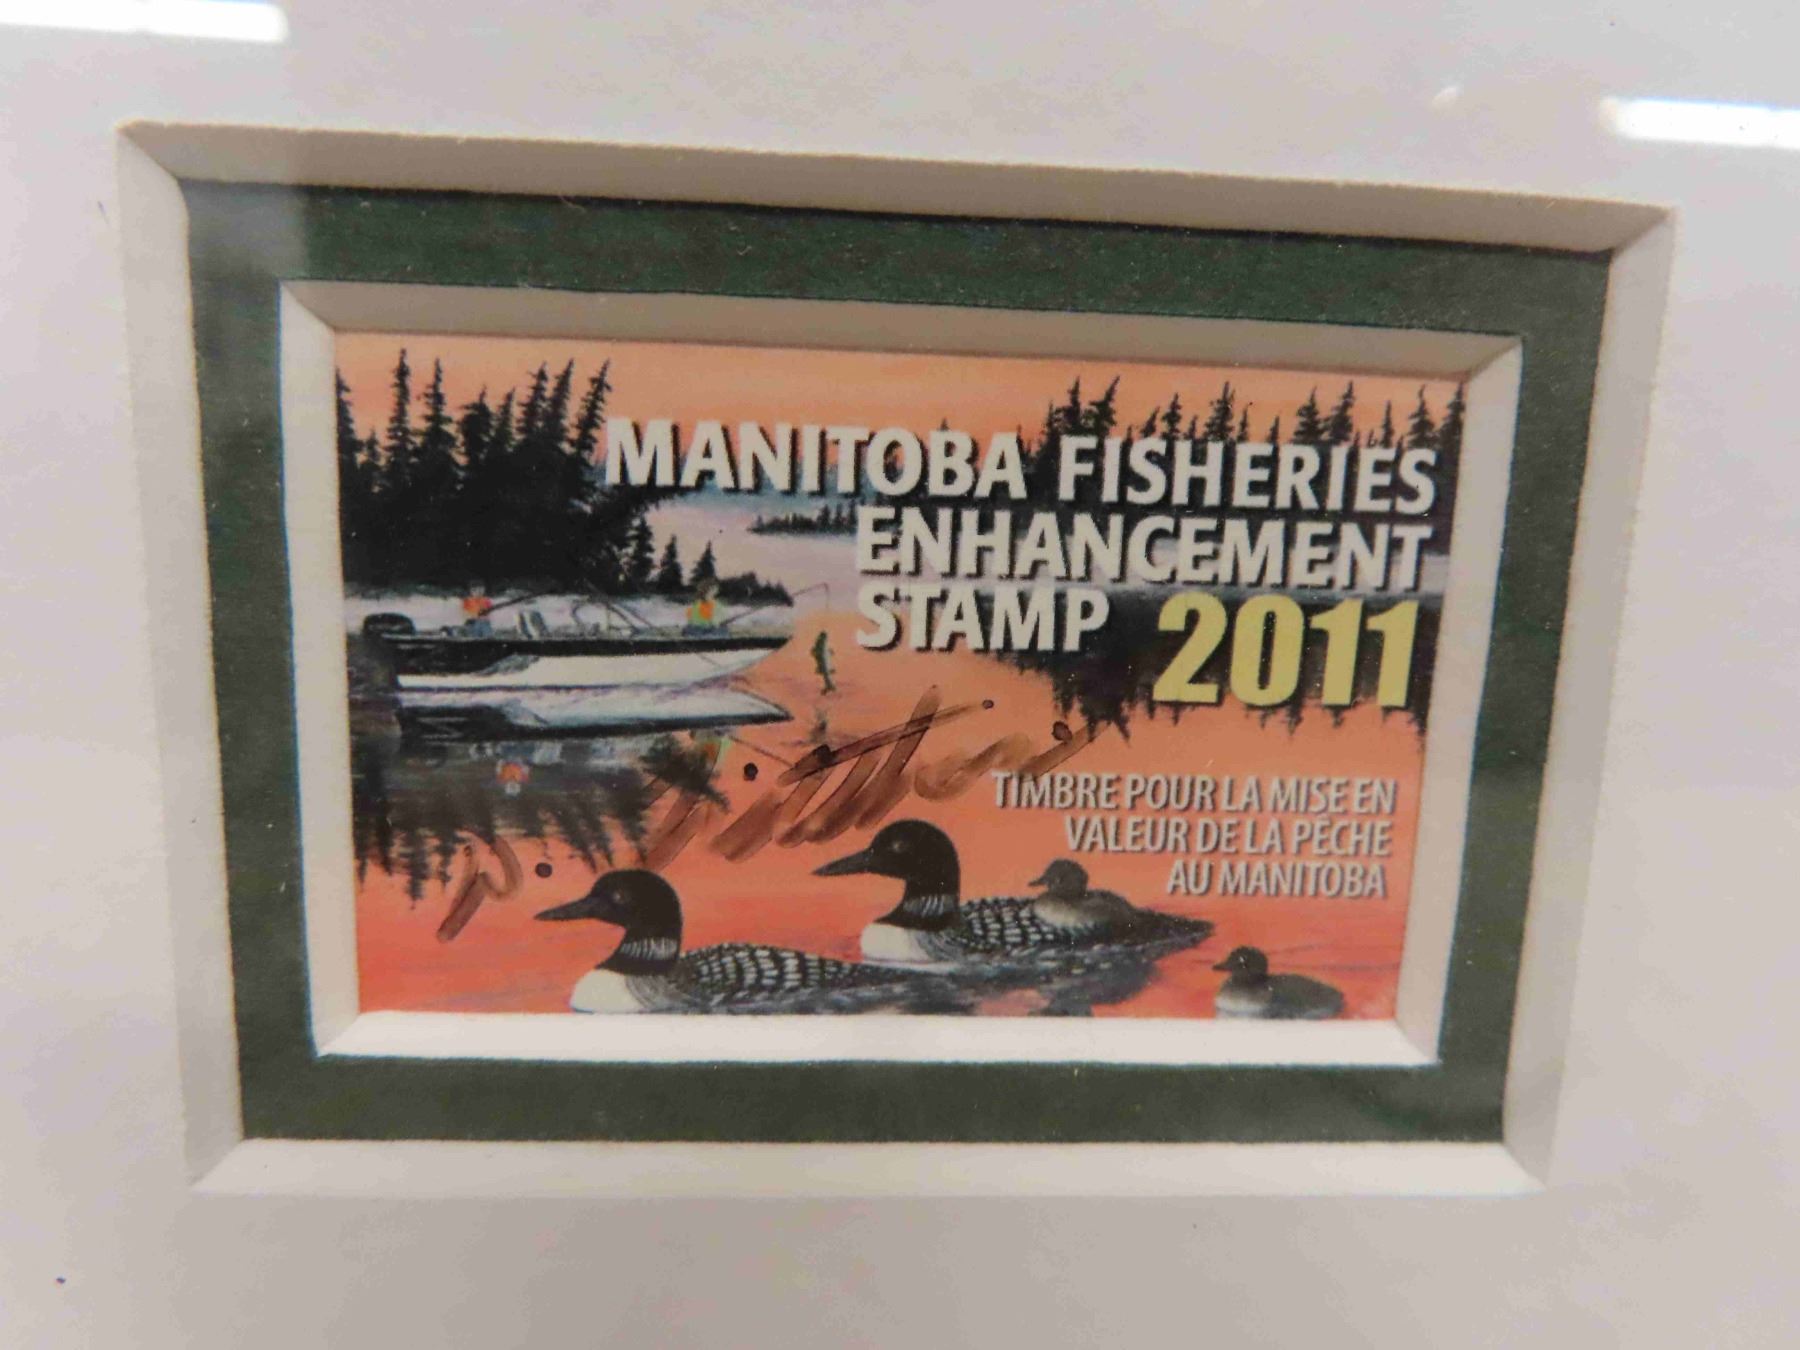 MANITOBA FISHERIES
ENHANCEMENT
STAMP 2011
TIMBRE POUR LA MISE EN
VALEUR DE LA PÊCHE
AU MANITOBA